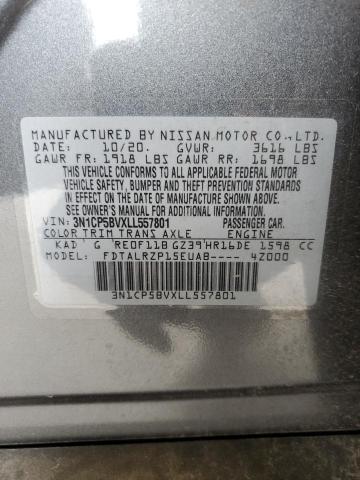 MANUFACTURED BY NISSAN MOTOR CO.,LTD.
DATE: 10/20. GVWR: 3616 LBS
GAWR FR: 1918 LBS GAWR RR: 1698 LBS
THIS VEHICLE CONFORMS TO ALL APPLICABLE FEDERAL MOTOR
VEHICLE SAFETY, BUMPER AND THEFT PREVENTION STANDARDS
IN EFFECT ON THE DATE OF MANUFACTURE SHOWN ABOVE.
SEE OWNER'S MANUAL FOR ADDITIONAL INFORMATION
VIN: 3N1CP5BVXLL557801 PASSENGER CAR.
COLOR TRIM TRANS AXLE ENGINE
KAD G RE0F11B GZ39 HR16DE 1598 CC
MODEL: FDTALRZP15EUAB---- 4Z000
3N1CP5BVXLL557801